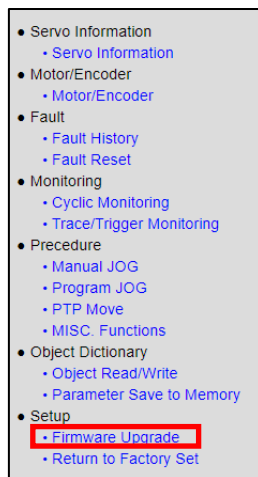 • Servo Information
• Servo Information
• Motor/Encoder
• Motor/Encoder
• Fault
• Fault History
• Fault Reset
• Monitoring
• Cyclic Monitoring
• Trace/Trigger Monitoring
• Precedure
• Manual JOG
• Program JOG
• PTP Move
• MISC. Functions
• Object Dictionary
• Object Read/Write
• Parameter Save to Memory
• Setup
• Firmware Upgrade
• Return to Factory Set